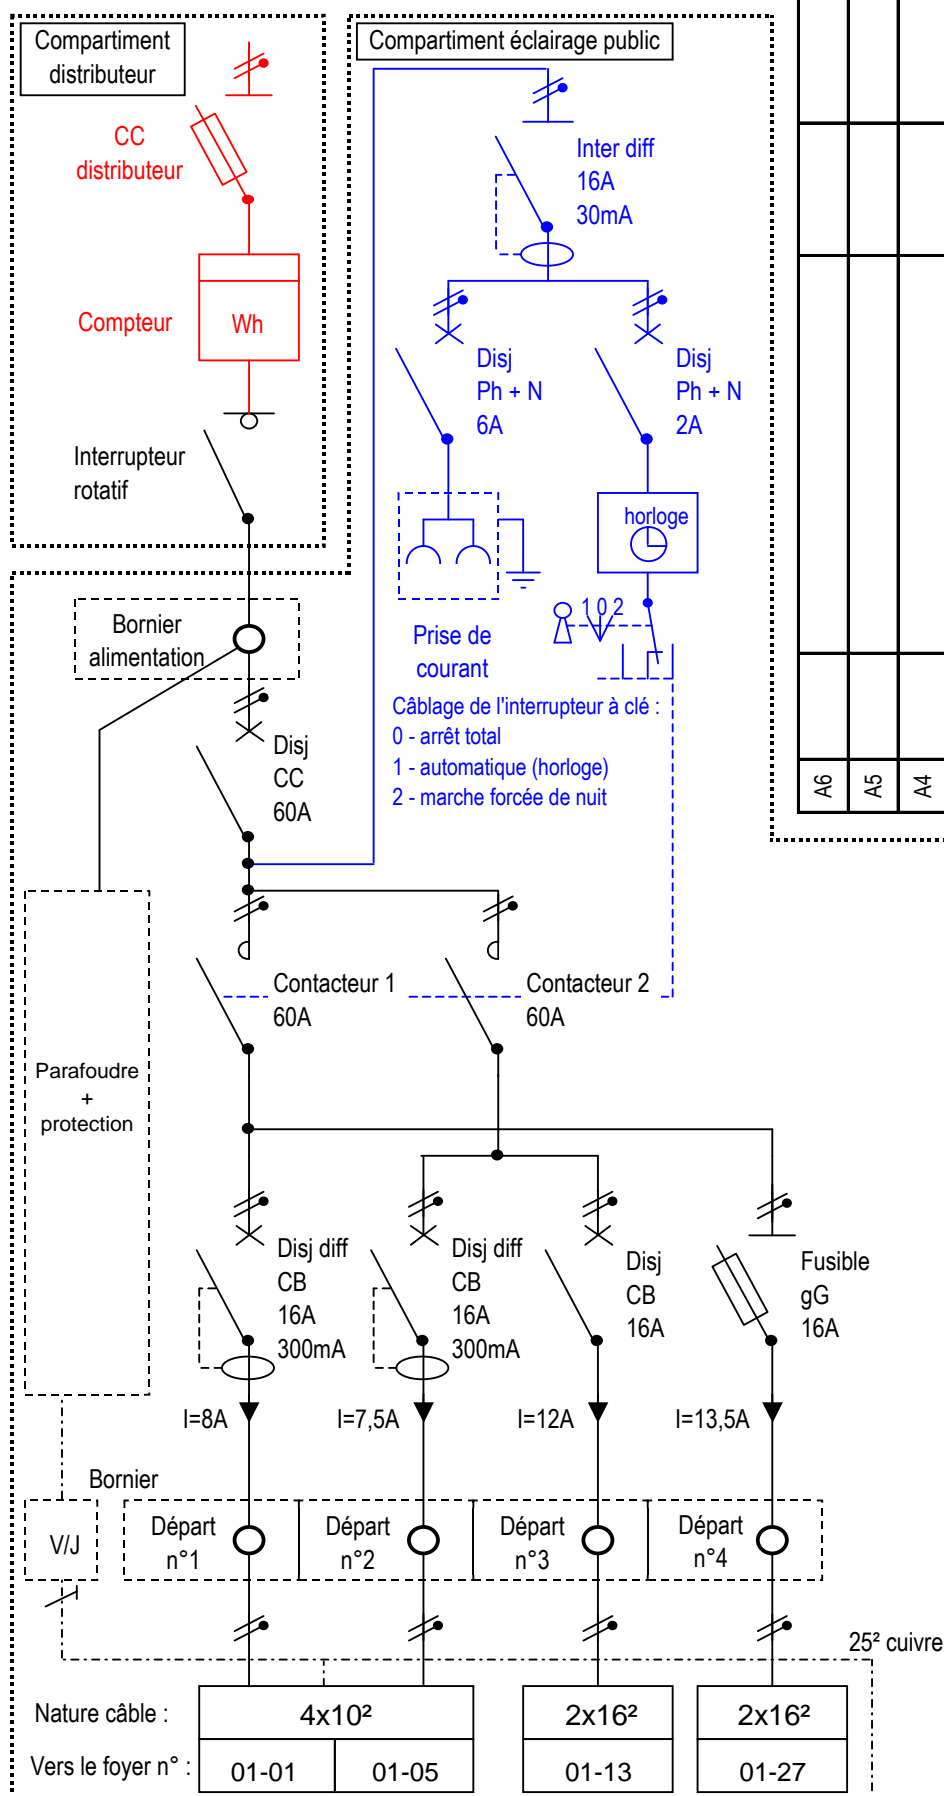 Compartiment
distributeur
Compartiment éclairage public
CC
distributeur
Compteur
Wh
Interrupteur
rotatif
Inter diff
16A
30mA
Disj
Ph + N
6A
Disj
Ph + N
2A
horloge
1 0 2
Prise de
courant
Câblage de l'interrupteur à clé :
0 - arrêt total
1 - automatique (horloge)
2 - marche forcée de nuit
A6
A5
A4
Bornier
alimentation
Disj
CC
60A
Contacteur 1
60A
Contacteur 2
60A
Parafoudre
+
protection
Disj diff
CB
16A
300mA
Disj diff
CB
16A
300mA
Disj
CB
16A
Fusible
gG
16A
I=8A
I=7,5A
I=12A
I=13,5A
Bornier
V/J
Départ
n°1
Départ
n°2
Départ
n°3
Départ
n°4
25² cuivre
Nature câble :
4x10²
2x16²
2x16²
Vers le foyer n° :
01-01
01-05
01-13
01-27